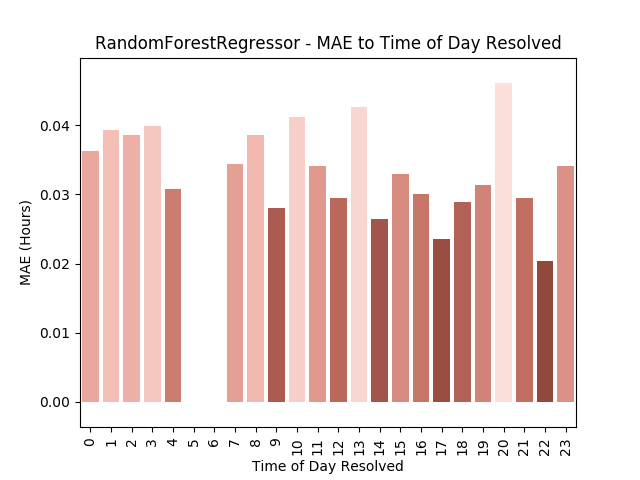 RandomForestRegressor - MAE to Time of Day Resolved
MAE (Hours)
0.04
0.03
0.02
0.01
0.00
0 1 2 3 4 5 6 7 8 9 10 11 12 13 14 15 16 17 18 19 20 21 22 23
Time of Day Resolved